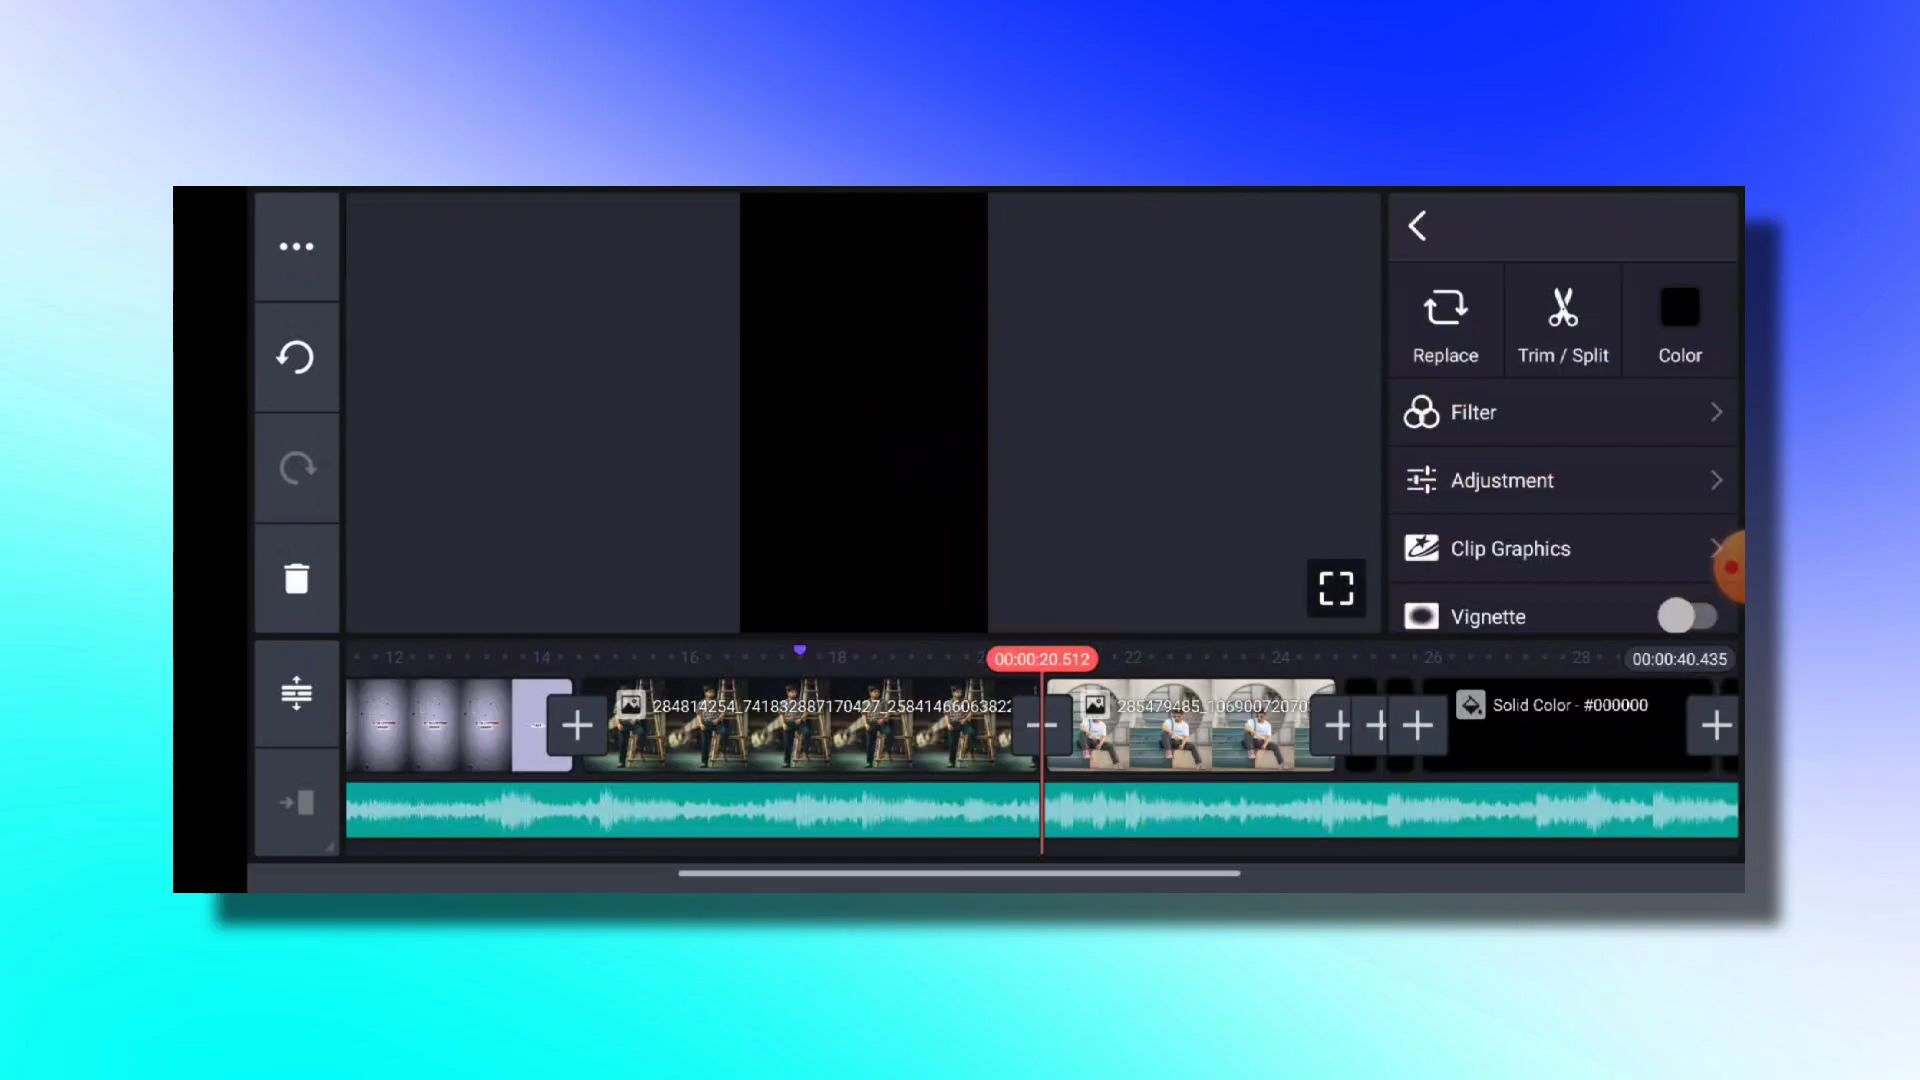 Replace
Trim / Split
Color
Filter
Adjustment
Clip Graphics
Vignette
12
14
16
18
00:00:20.512
22
24
26
28
00:00:40.435
284814254_741832887170427_25841466063822
285479485_10690072070
Solid Color - #000000